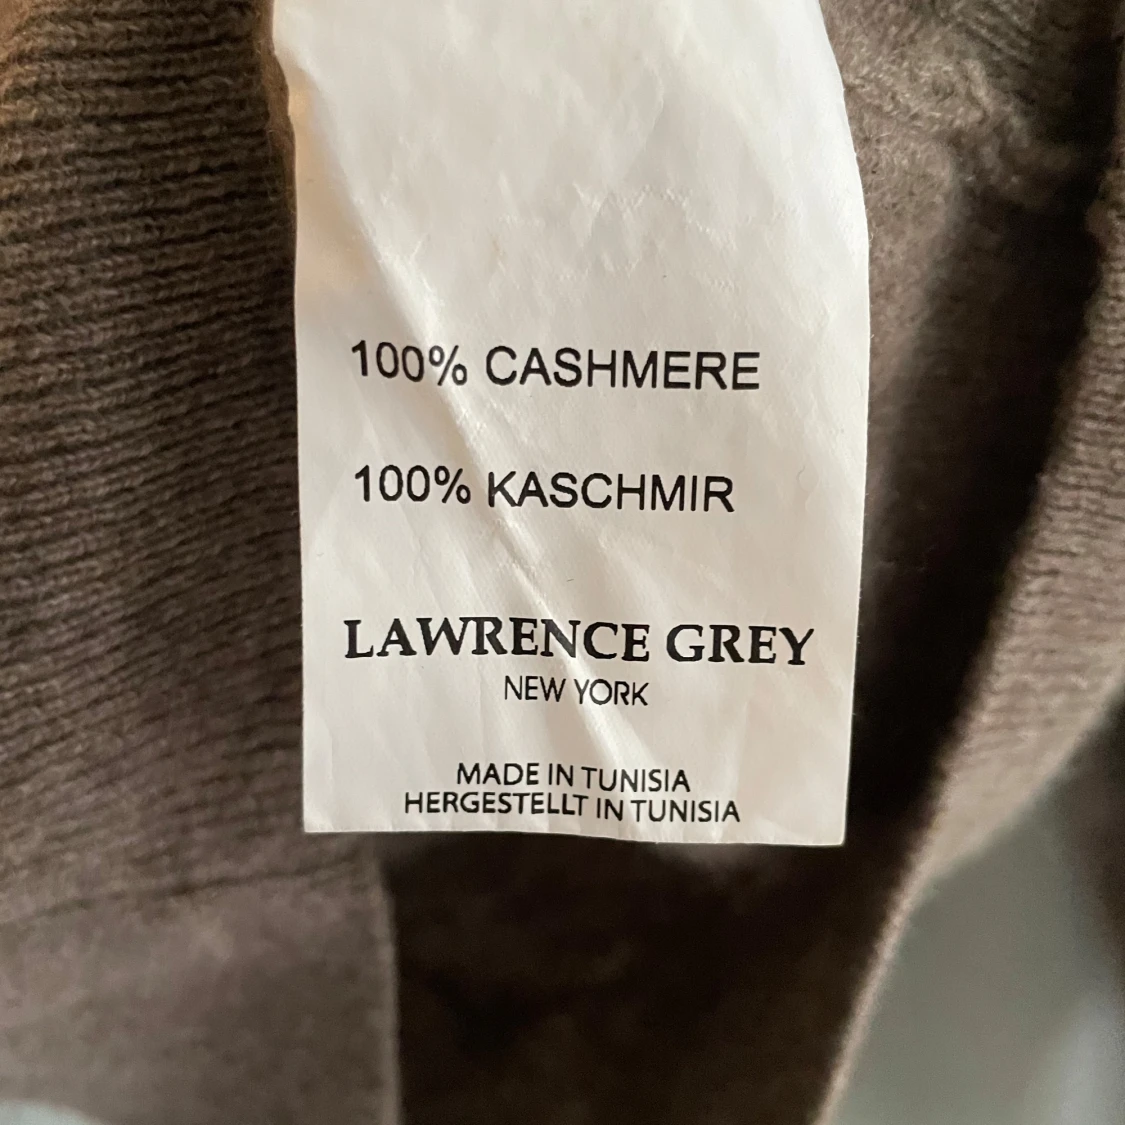 100% CASHMERE
100% KASCHMIR
LAWRENCE GREY
NEW YORK
MADE IN TUNISIA
HERGESTELLT IN TUNISIA